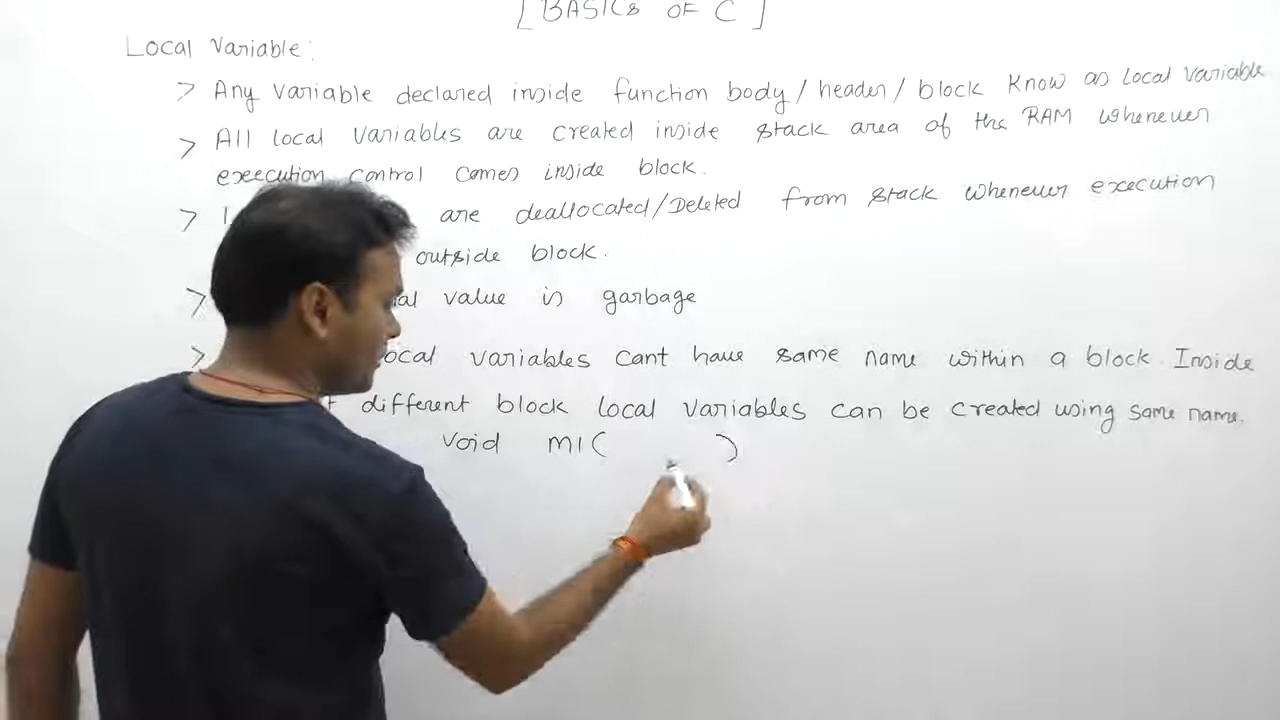 [ BASICS OF C ]
Local Variable:
> Any Variable declared inside function body / header / block Know as Local Variable
> All local Variables are created inside stack area of the RAM whenever
execution control comes inside block.
> are deallocated/Deleted from stack whenever execution
outside block.
> value is garbage
> Local variables cant have same name within a block. Inside
different block local variables can be created using same name.
Void m1( )